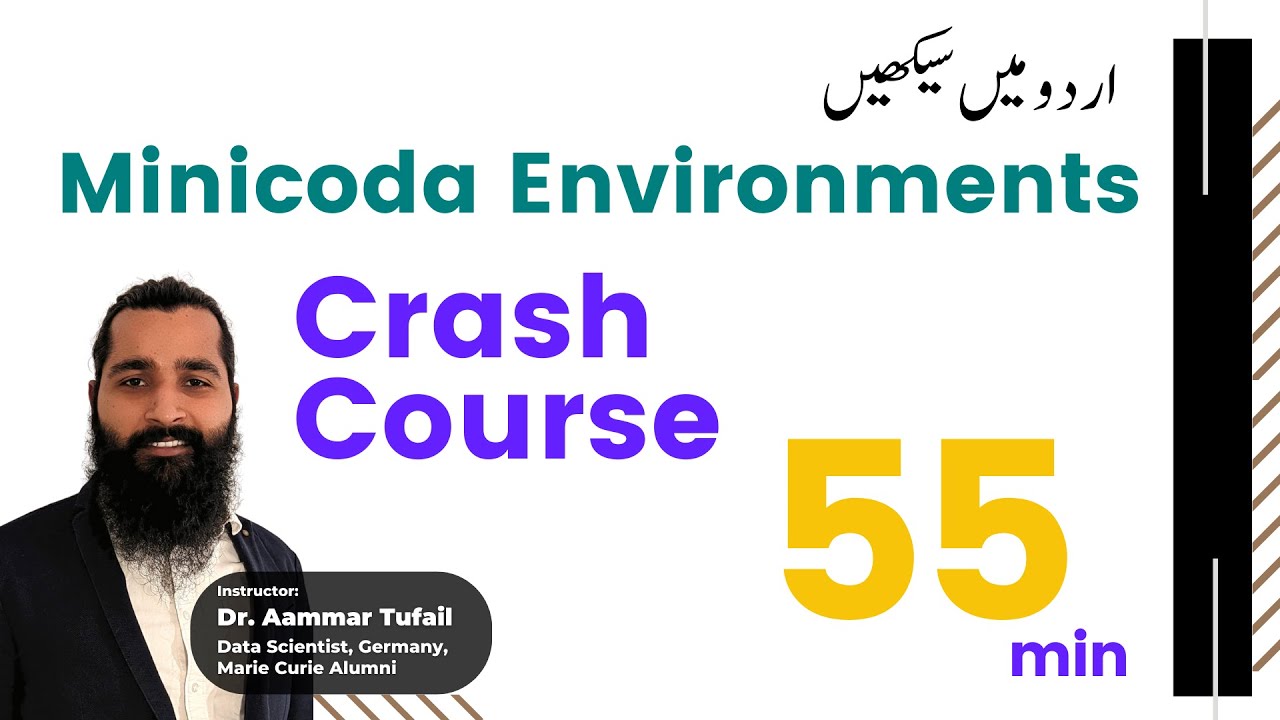 اردو میں سیکھیں
Minicoda Environments
Crash
Course
55
min
Instructor:
Dr. Aammar Tufail
Data Scientist, Germany,
Marie Curie Alumni